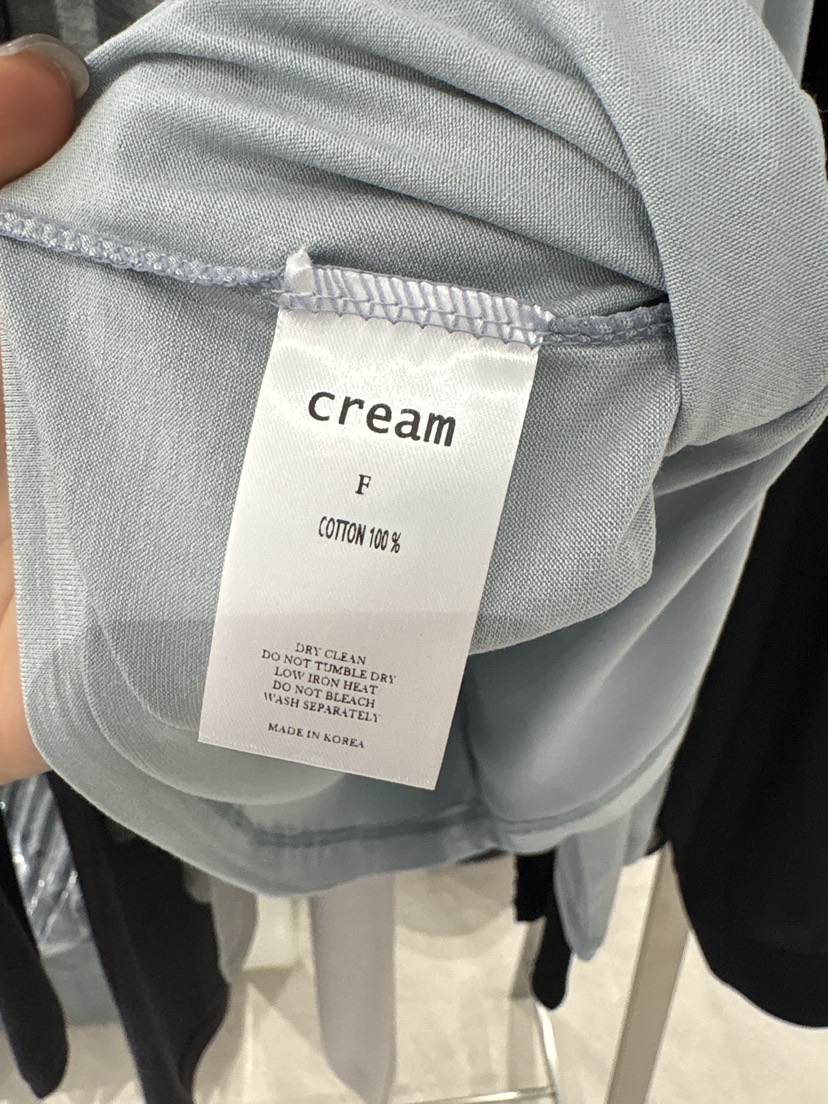 cream
F
COTTON 100 %
DRY CLEAN
DO NOT TUMBLE DRY
LOW IRON HEAT
DO NOT BLEACH
WASH SEPARATELY
MADE IN KOREA